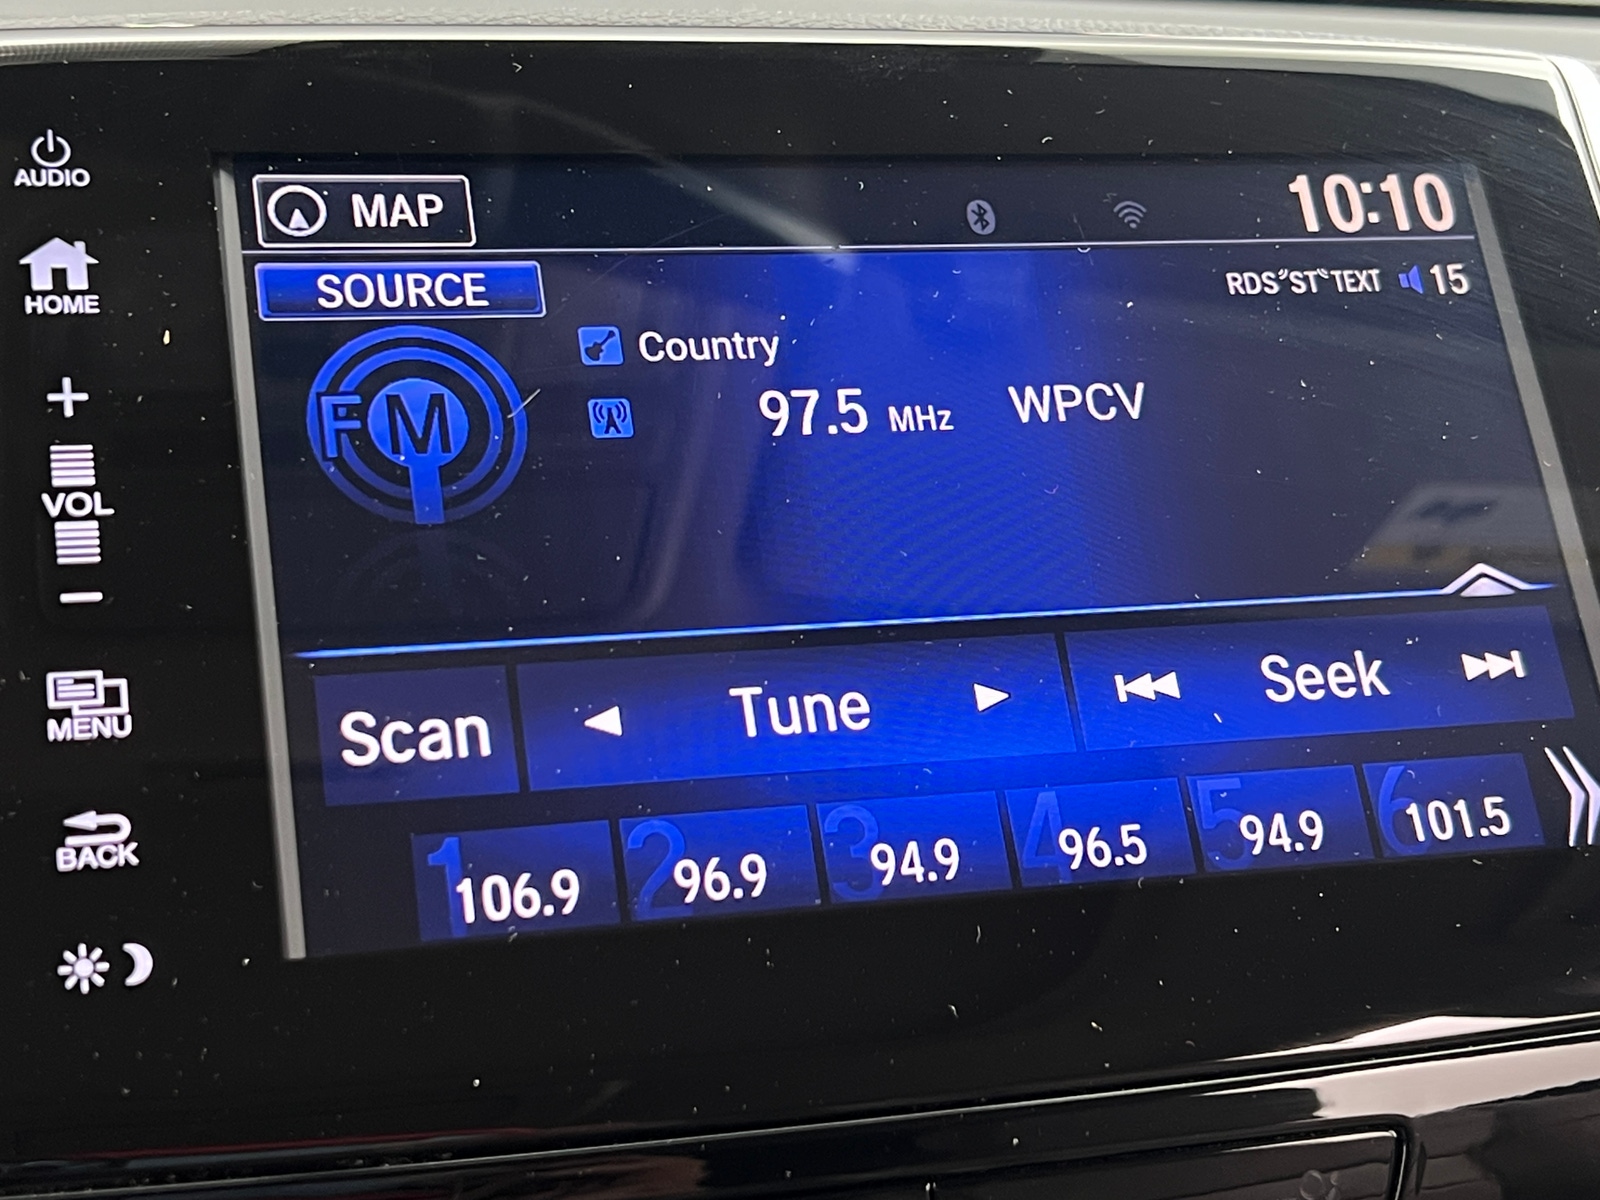 AUDIO
MAP
10:10
HOME
SOURCE
RDS ST TEXT 15
FM
Country
97.5 MHz WPCV
+
VOL
−
MENU
Scan Tune Seek
BACK
1 106.9
2 96.9
3 94.9
4 96.5
5 94.9
6 101.5